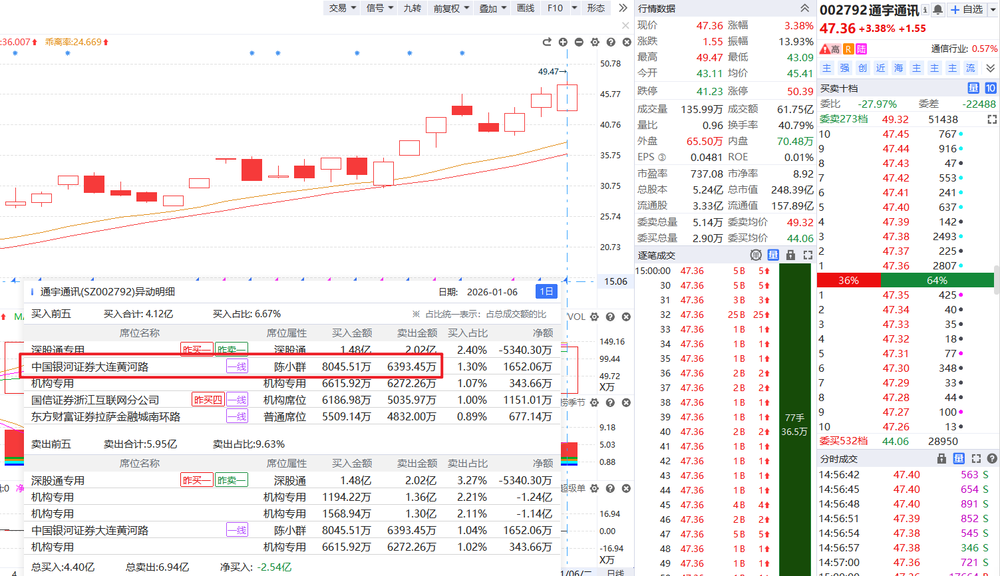 交易 信号 九转 前复权 叠加 画线 F10 形态
:36.007 乖离率:24.669
49.47→
50.78
45.77
40.76
35.75
30.75
25.74
20.73
15.06
VOL
149.16
99.44
49.72
X万
捞季节
9.18
5.03
0.88
超级单
16.94
0.00
-16.94
X万
日线
通宇通讯(SZ002792)异动明细 日期: 2026-01-06 1日
买入前五 买入合计: 4.12亿 买入占比: 6.67% ※ 占比统一表示：占总成交额的比
席位名称 席位属性 买入金额 卖出金额 买入占比 净额
深股通专用 昨买一 昨卖一 深股通 1.48亿 2.02亿 2.40% -5340.30万
中国银河证券大连黄河路 一线 陈小群 8045.51万 6393.45万 1.30% 1652.06万
机构专用 机构专用 6615.92万 6272.26万 1.07% 343.66万
国信证券浙江互联网分公司 昨买四 一线 机构席位 6186.98万 5035.97万 1.00% 1151.01万
东方财富证券拉萨金融城南环路 一线 普通席位 5509.14万 4832.00万 0.89% 677.14万
卖出前五 卖出合计:5.95亿 卖出占比:9.63%
席位名称 席位属性 买入金额 卖出金额 卖出占比 净额
深股通专用 昨买一 昨卖一 深股通 1.48亿 2.02亿 3.27% -5340.30万
机构专用 机构专用 1194.22万 1.36亿 2.21% -1.24亿
机构专用 机构专用 1568.94万 1.30亿 2.11% -1.14亿
中国银河证券大连黄河路 一线 陈小群 8045.51万 6393.45万 1.04% 1652.06万
机构专用 机构专用 6615.92万 6272.26万 1.02% 343.66万
总买入:4.40亿 总卖出:6.94亿 净买入: -2.54亿
行情数据
现价 47.36 涨幅 3.38%
涨跌 1.55 振幅 13.93%
最高 49.47 最低 43.09
今开 43.11 均价 45.41
跌停 41.23 涨停 50.39
成交量 135.99万 成交额 61.75亿
量比 0.96 换手率 40.79%
外盘 65.50万 内盘 70.48万
EPS ③ 0.0481 ROE 0.01%
市盈率 737.08 市净率 8.92
总股本 5.24亿 总市值 248.39亿
流通股 3.33亿 流通值 157.89亿
委卖总量 5.14万 委卖均价 49.32
委买总量 2.90万 委买均价 44.06
逐笔成交 单 量
15:00:00 47.36 5 B 5
30 47.36 5 B 5
31 47.36 3 B 3
32 47.36 25 B 25
33 47.36 1 B 1
34 47.36 1 B 1
35 47.36 1 B 1
36 47.36 2 B 2
37 47.36 2 B 2
38 47.36 1 B 1
39 47.36 1 B 1
40 47.36 2 B 2
41 47.36 1 B 1
42 47.36 1 B 1
43 47.36 1 B 1
44 47.36 1 B 1
45 47.36 4 B 4
46 47.36 2 B 2
47 47.36 5 B 5
48 47.36 1 B 1
49 47.36 1 B 1
77手
36.5万
002792通宇通讯 自选
47.36 +3.38% +1.55
高 R 陆 通信行业: 0.57%
主 强 创 近 海 主 主 主 流
买卖十档 量 10
委比 -27.97% 委差 -22488
委卖273档 49.32 51438
10 47.45 767
9 47.44 916
8 47.43 47
7 47.42 553
6 47.41 241
5 47.40 637
4 47.39 142
3 47.38 2493
2 47.37 225
1 47.36 2807
36% 64%
1 47.35 425
2 47.34 40
3 47.33 35
4 47.32 18
5 47.31 77
6 47.30 348
7 47.29 33
8 47.28 44
9 47.27 100
10 47.26 13
委买532档 44.06 28950
分时成交 量
14:56:42 47.40 563 S
14:56:45 47.40 654 S
14:56:48 47.40 891 S
14:56:51 47.39 852 S
14:56:54 47.38 545 S
14:56:57 47.38 346 S
14:57:00 47.36 721 S